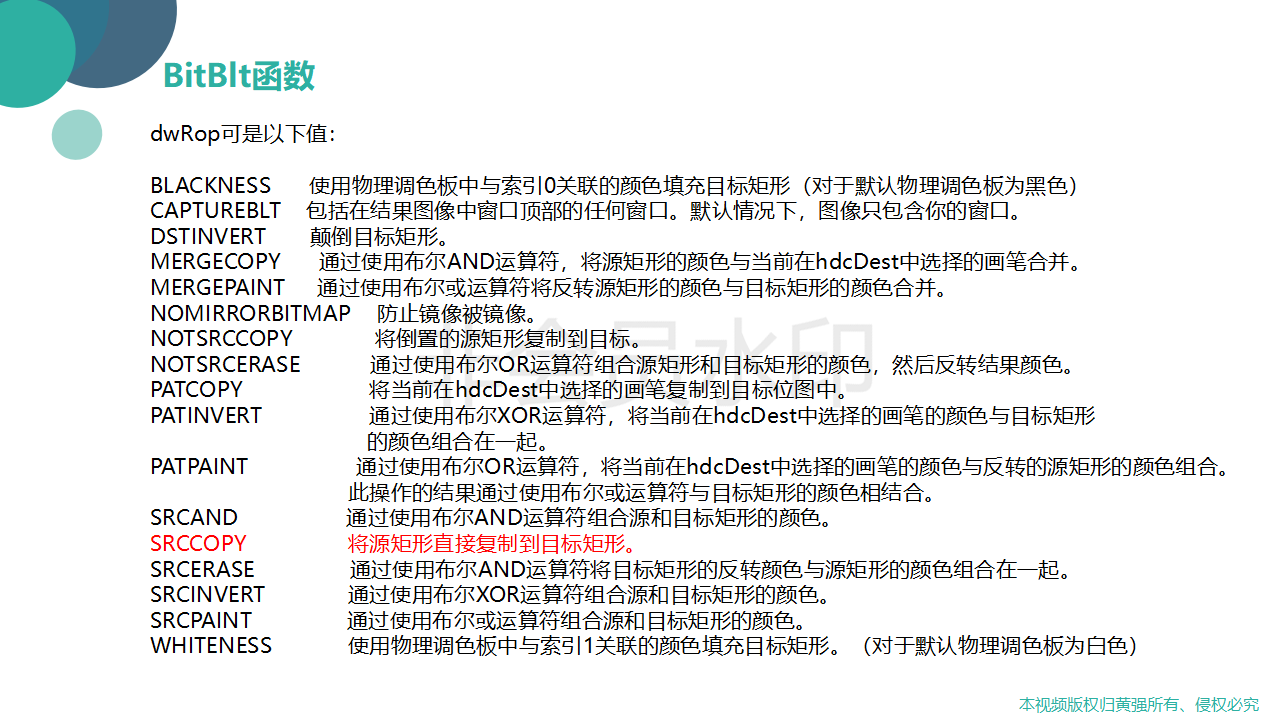 BitBlt函数
dwRop可是以下值：
BLACKNESS 使用物理调色板中与索引0关联的颜色填充目标矩形（对于默认物理调色板为黑色）
CAPTUREBLT 包括在结果图像中窗口顶部的任何窗口。默认情况下，图像只包含你的窗口。
DSTINVERT 颠倒目标矩形。
MERGECOPY 通过使用布尔AND运算符，将源矩形的颜色与当前在hdcDest中选择的画笔合并。
MERGEPAINT 通过使用布尔或运算符将反转源矩形的颜色与目标矩形的颜色合并。
NOMIRRORBITMAP 防止镜像被镜像。
NOTSRCCOPY 将倒置的源矩形复制到目标。
NOTSRCERASE 通过使用布尔OR运算符组合源矩形和目标矩形的颜色，然后反转结果颜色。
PATCOPY 将当前在hdcDest中选择的画笔复制到目标位图中。
PATINVERT 通过使用布尔XOR运算符，将当前在hdcDest中选择的画笔的颜色与目标矩形
的颜色组合在一起。
PATPAINT 通过使用布尔OR运算符，将当前在hdcDest中选择的画笔的颜色与反转的源矩形的颜色组合。
此操作的结果通过使用布尔或运算符与目标矩形的颜色相结合。
SRCAND 通过使用布尔AND运算符组合源和目标矩形的颜色。
SRCCOPY 将源矩形直接复制到目标矩形。
SRCERASE 通过使用布尔AND运算符将目标矩形的反转颜色与源矩形的颜色组合在一起。
SRCINVERT 通过使用布尔XOR运算符组合源和目标矩形的颜色。
SRCPAINT 通过使用布尔或运算符组合源和目标矩形的颜色。
WHITENESS 使用物理调色板中与索引1关联的颜色填充目标矩形。（对于默认物理调色板为白色）
非会员水印
本视频版权归黄强所有、侵权必究